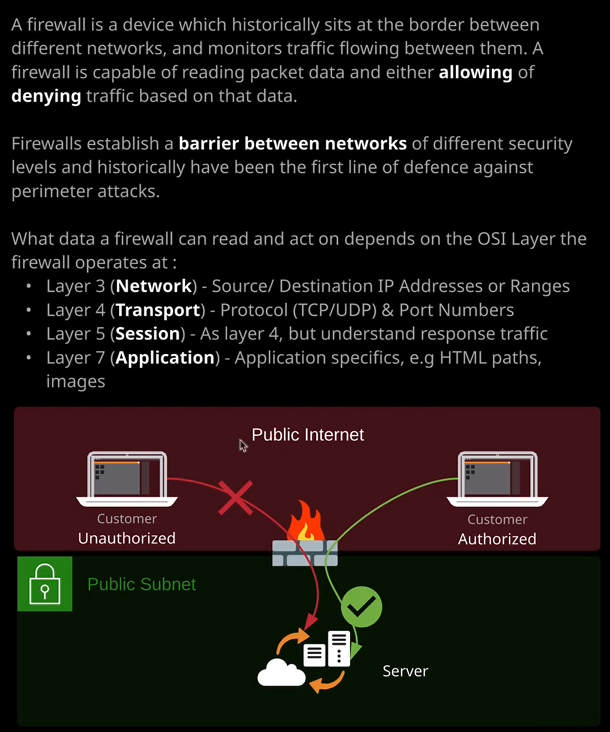 A firewall is a device which historically sits at the border between
different networks, and monitors traffic flowing between them. A
firewall is capable of reading packet data and either allowing of
denying traffic based on that data.
Firewalls establish a barrier between networks of different security
levels and historically have been the first line of defence against
perimeter attacks.
What data a firewall can read and act on depends on the OSI Layer the
firewall operates at :
• Layer 3 (Network) - Source/ Destination IP Addresses or Ranges
• Layer 4 (Transport) - Protocol (TCP/UDP) & Port Numbers
• Layer 5 (Session) - As layer 4, but understand response traffic
• Layer 7 (Application) - Application specifics, e.g HTML paths,
images
Public Internet
Customer
Unauthorized
Customer
Authorized
Public Subnet
Server